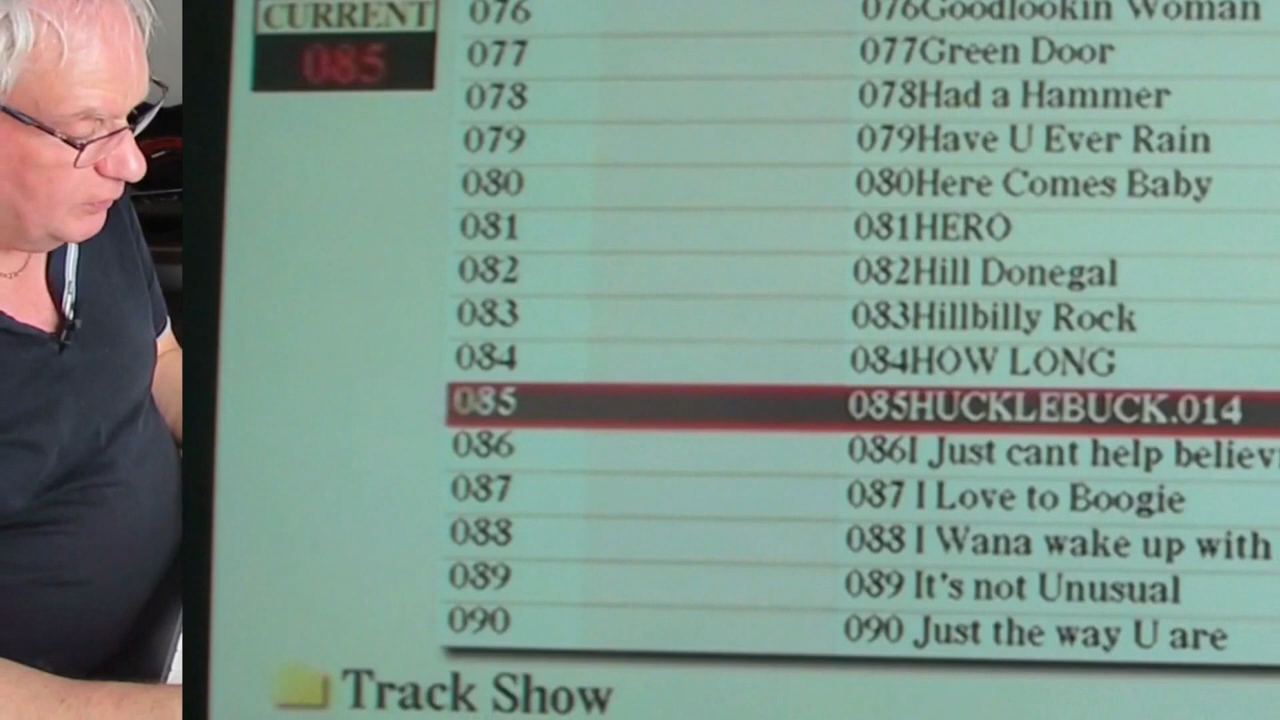 CURRENT
085
076 076Goodlookin Woman
077 077Green Door
078 078Had a Hammer
079 079Have U Ever Rain
080 080Here Comes Baby
081 081HERO
082 082Hill Donegal
083 083Hillbilly Rock
084 084HOW LONG
085 085HUCKLEBUCK.014
086 086I Just cant help believ
087 087 I Love to Boogie
088 088 I Wana wake up with
089 089 It's not Unusual
090 090 Just the way U are
Track Show